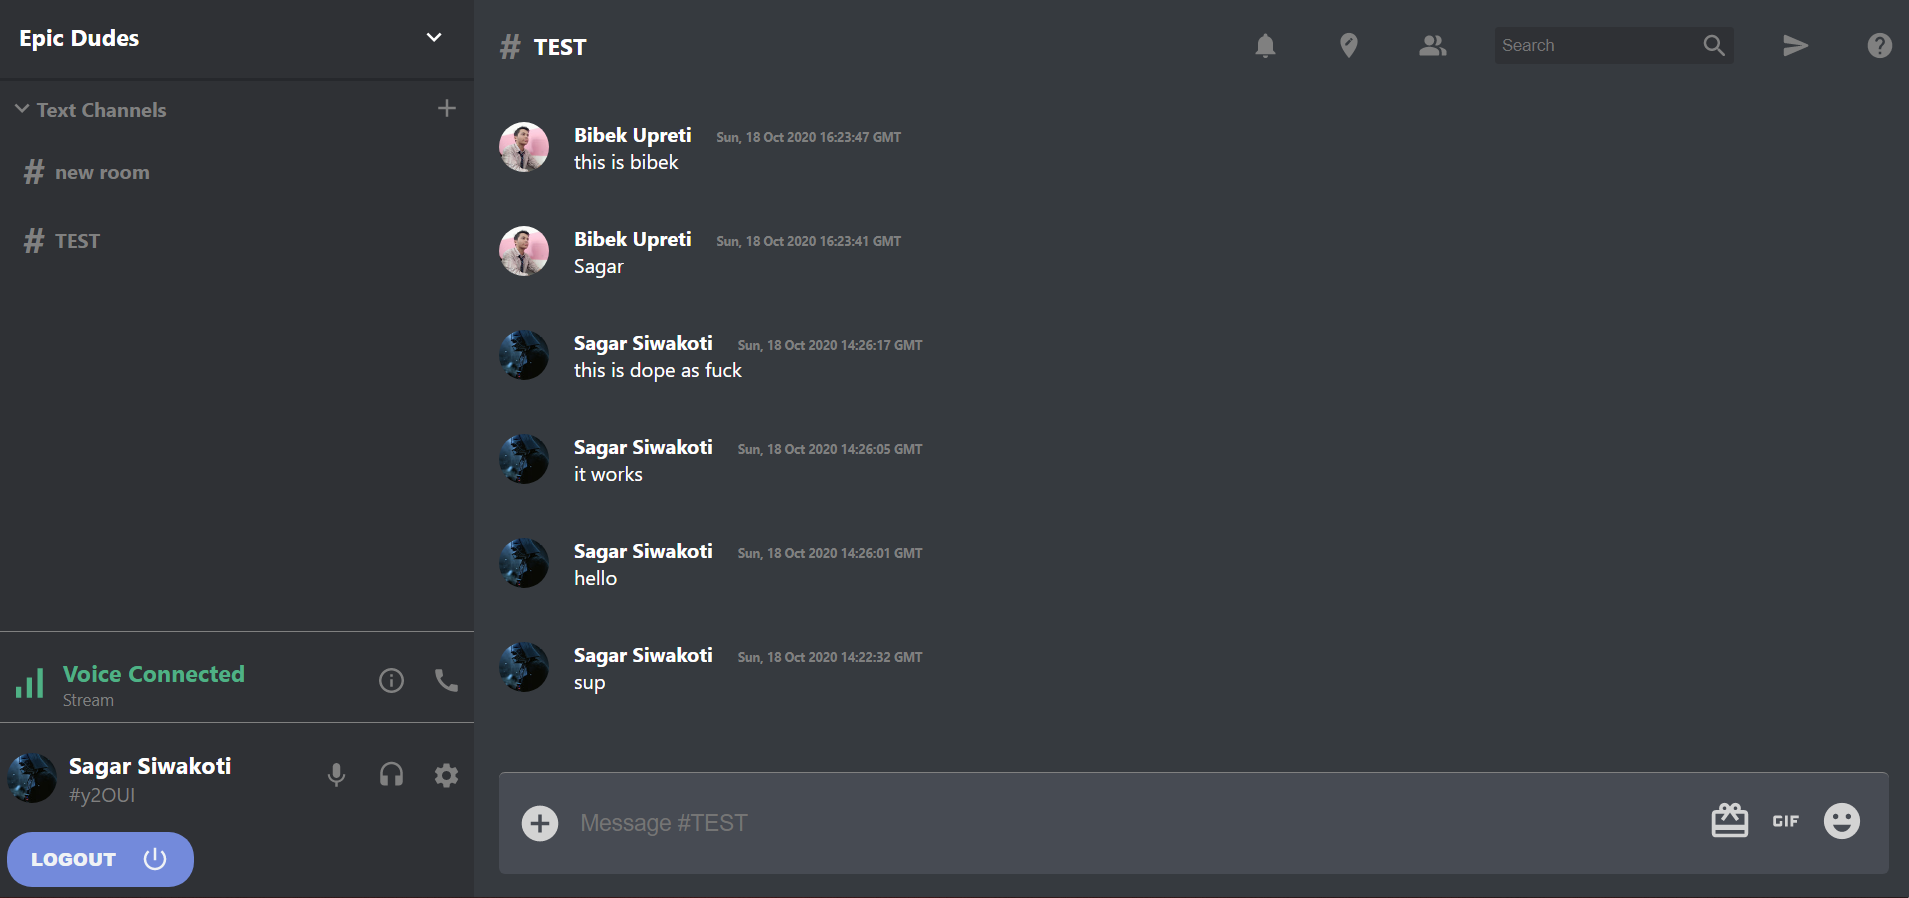 Epic Dudes
Text Channels
# new room
# TEST
Voice Connected
Stream
Sagar Siwakoti
#y2OUI
LOGOUT
# TEST
Search
Bibek Upreti Sun, 18 Oct 2020 16:23:47 GMT
this is bibek
Bibek Upreti Sun, 18 Oct 2020 16:23:41 GMT
Sagar
Sagar Siwakoti Sun, 18 Oct 2020 14:26:17 GMT
this is dope as fuck
Sagar Siwakoti Sun, 18 Oct 2020 14:26:05 GMT
it works
Sagar Siwakoti Sun, 18 Oct 2020 14:26:01 GMT
hello
Sagar Siwakoti Sun, 18 Oct 2020 14:22:32 GMT
sup
Message #TEST
GIF